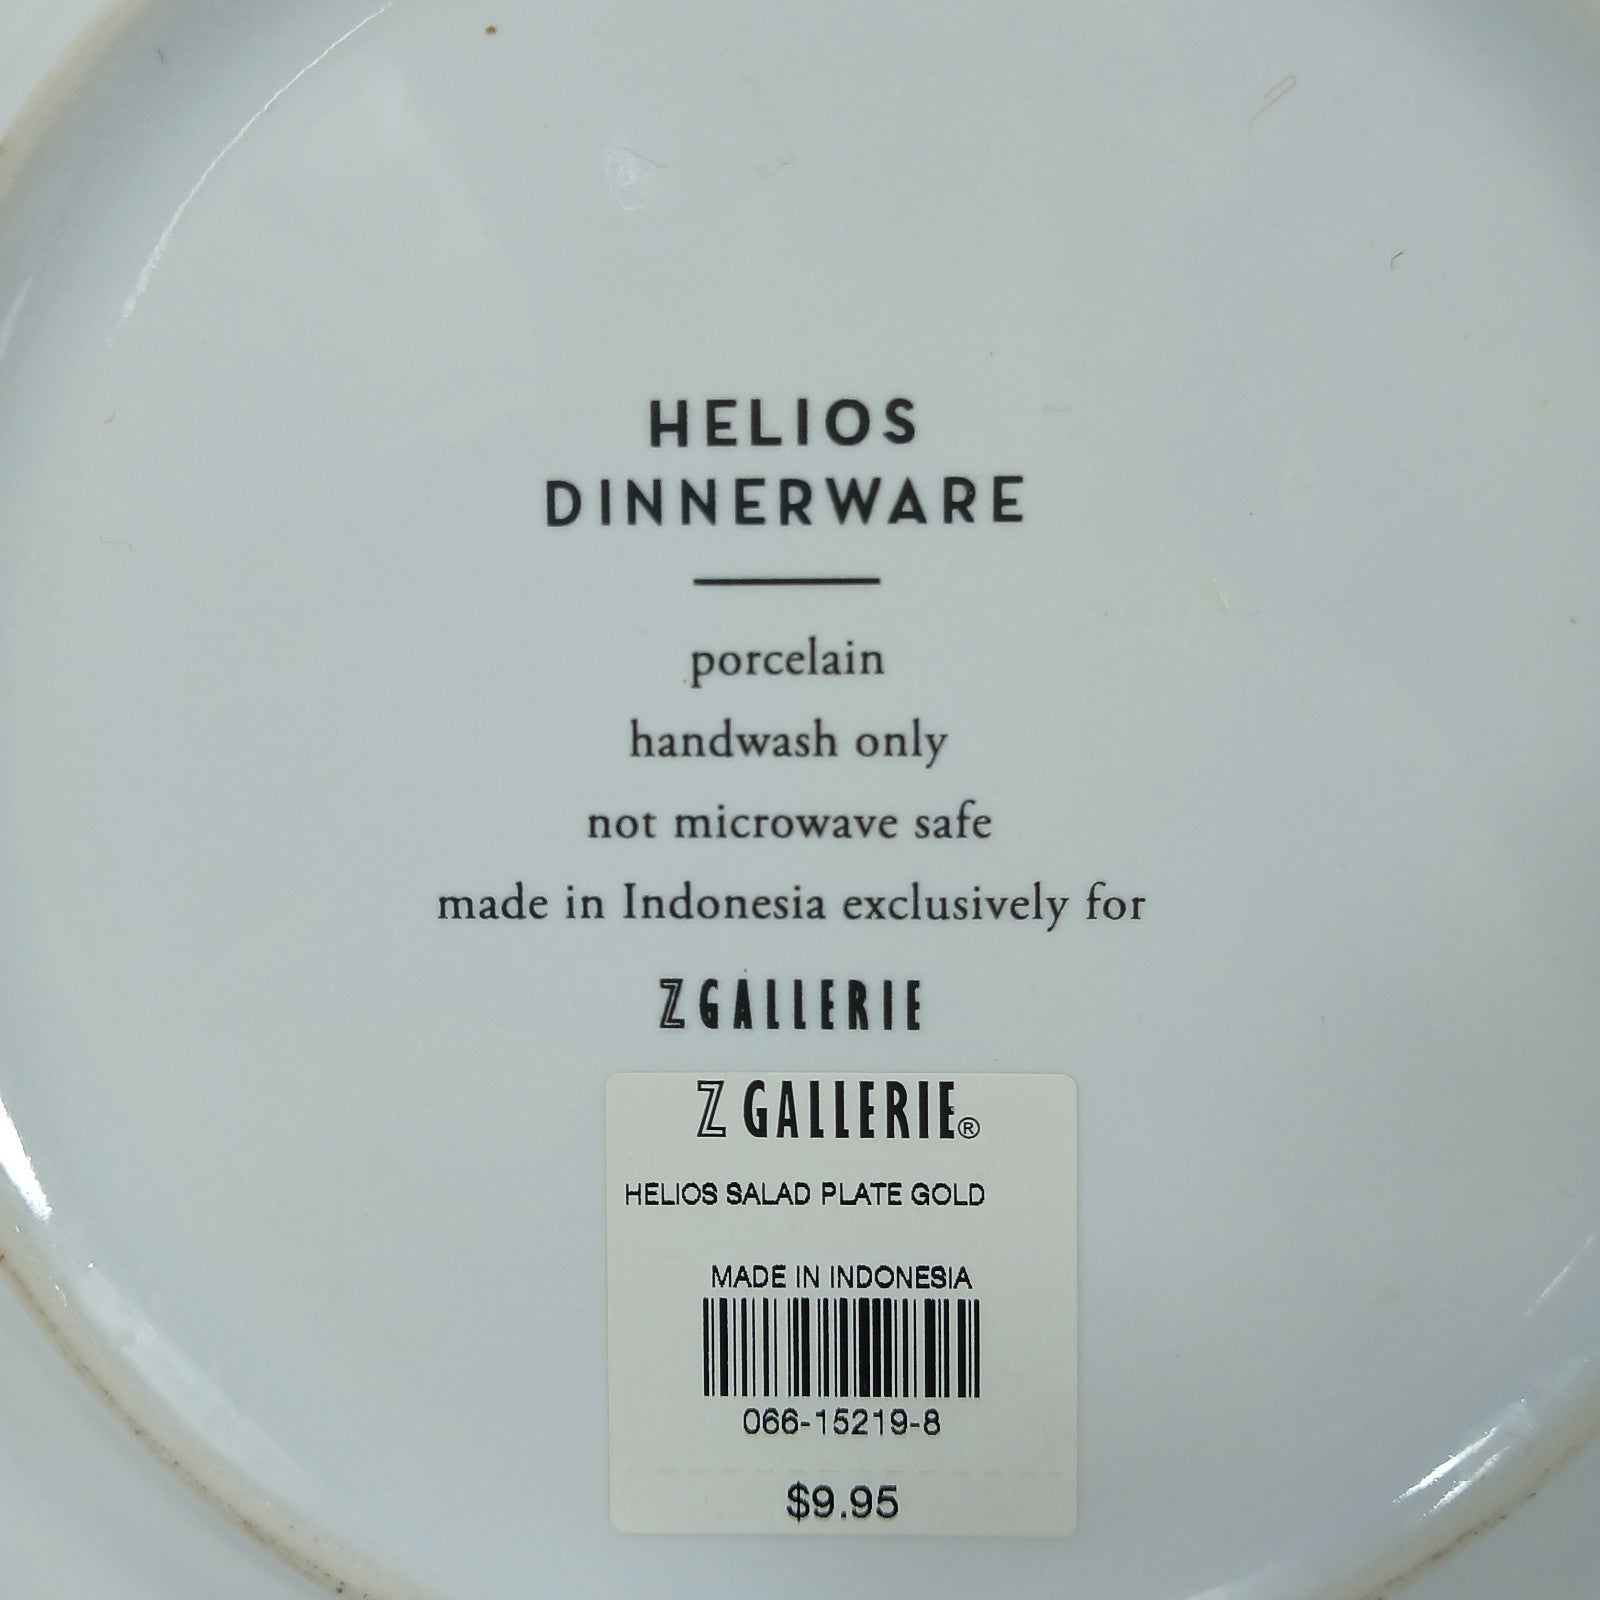 HELIOS
DINNERWARE
porcelain
handwash only
not microwave safe
made in Indonesia exclusively for
Z GALLERIE
Z GALLERIE®
HELIOS SALAD PLATE GOLD
MADE IN INDONESIA
066-15219-8
$9.95